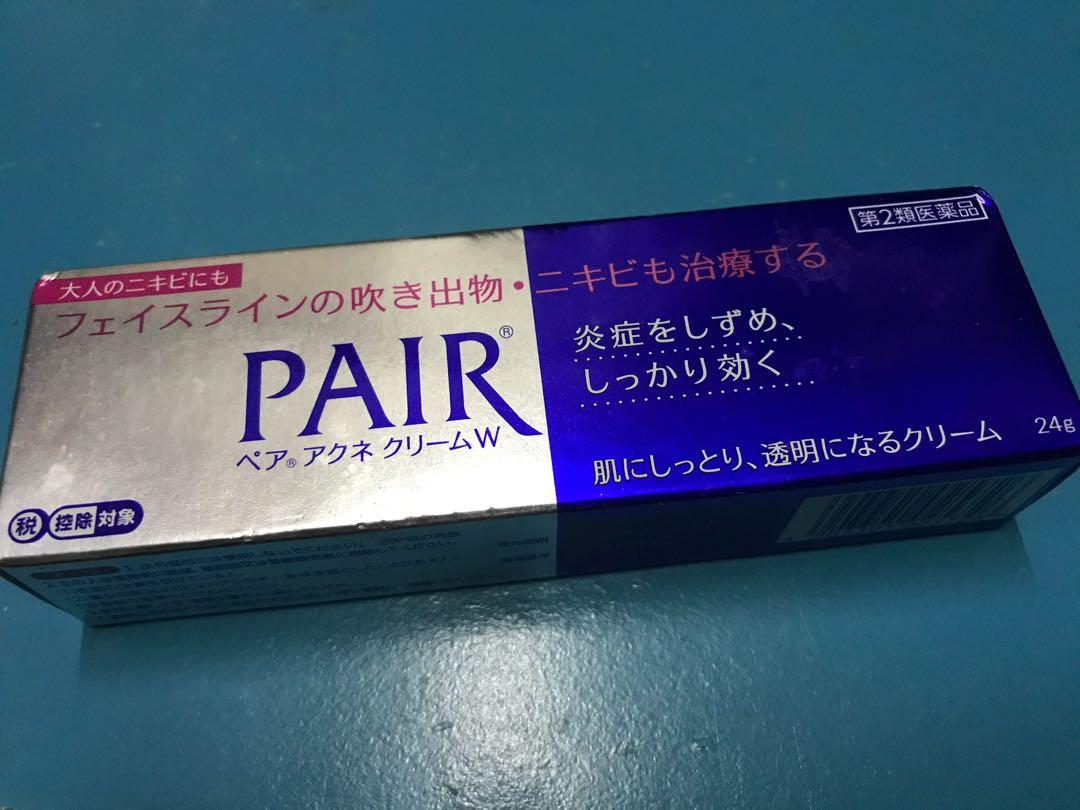 第2類医薬品
大人のニキビにも
フェイスラインの吹き出物・ニキビも治療する
PAIR®
ペア®アクネ クリームW
炎症をしずめ、
しっかり効く
肌にしっとり、透明になるクリーム 24g
税 控除 対象